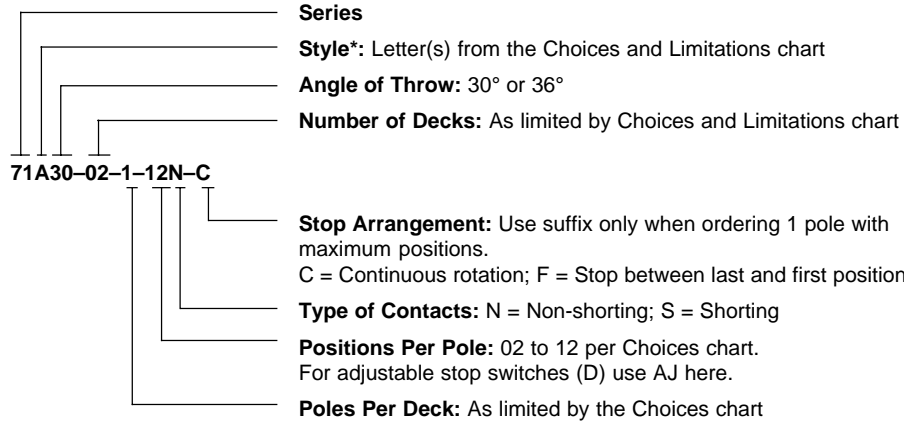 Series
Style*: Letter(s) from the Choices and Limitations chart
Angle of Throw: 30° or 36°
Number of Decks: As limited by Choices and Limitations chart
71A30–02–1–12N–C
Stop Arrangement: Use suffix only when ordering 1 pole with
maximum positions.
C = Continuous rotation; F = Stop between last and first position
Type of Contacts: N = Non-shorting; S = Shorting
Positions Per Pole: 02 to 12 per Choices chart.
For adjustable stop switches (D) use AJ here.
Poles Per Deck: As limited by the Choices chart